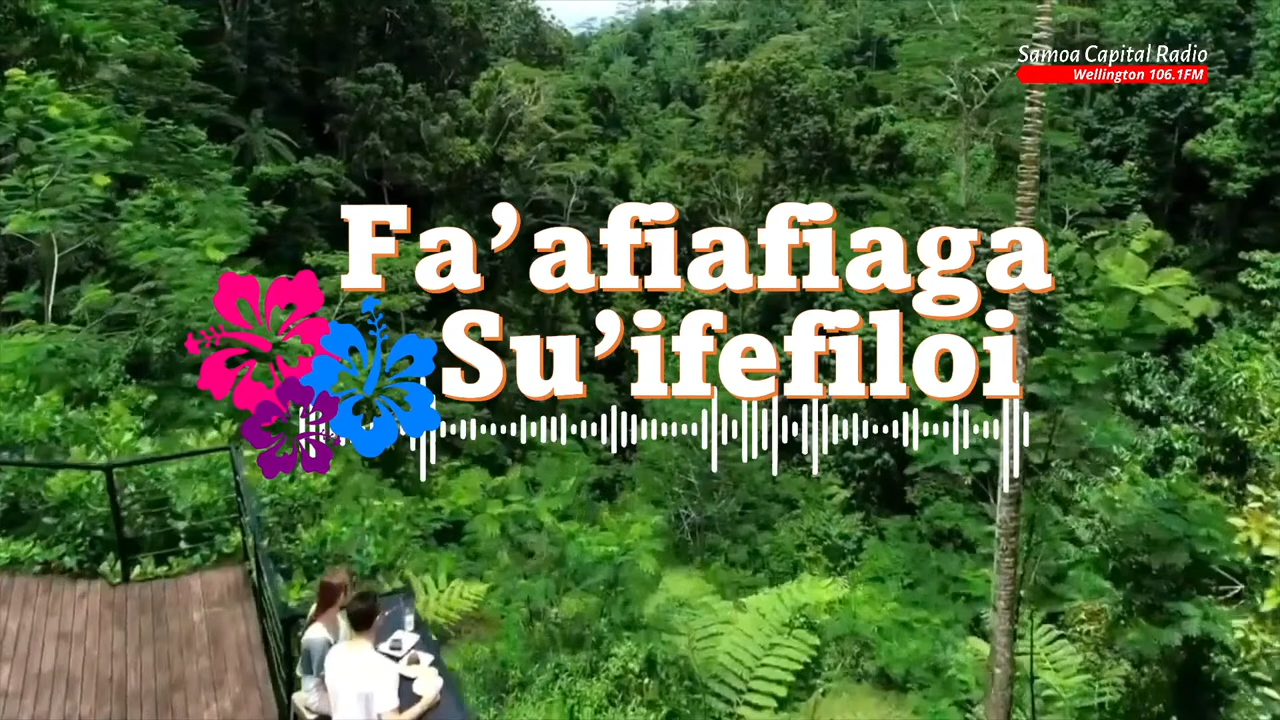 Samoa Capital Radio
Wellington 106.1FM
Fa’afiafiaga
Su’ifefiloi